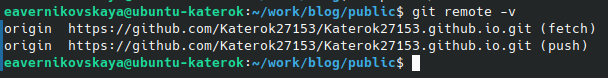 eavernikovskaya@ubuntu-katerok:~/work/blog/public$ git remote -v
origin  https://github.com/Katerok27153/Katerok27153.github.io.git (fetch)
origin  https://github.com/Katerok27153/Katerok27153.github.io.git (push)
eavernikovskaya@ubuntu-katerok:~/work/blog/public$